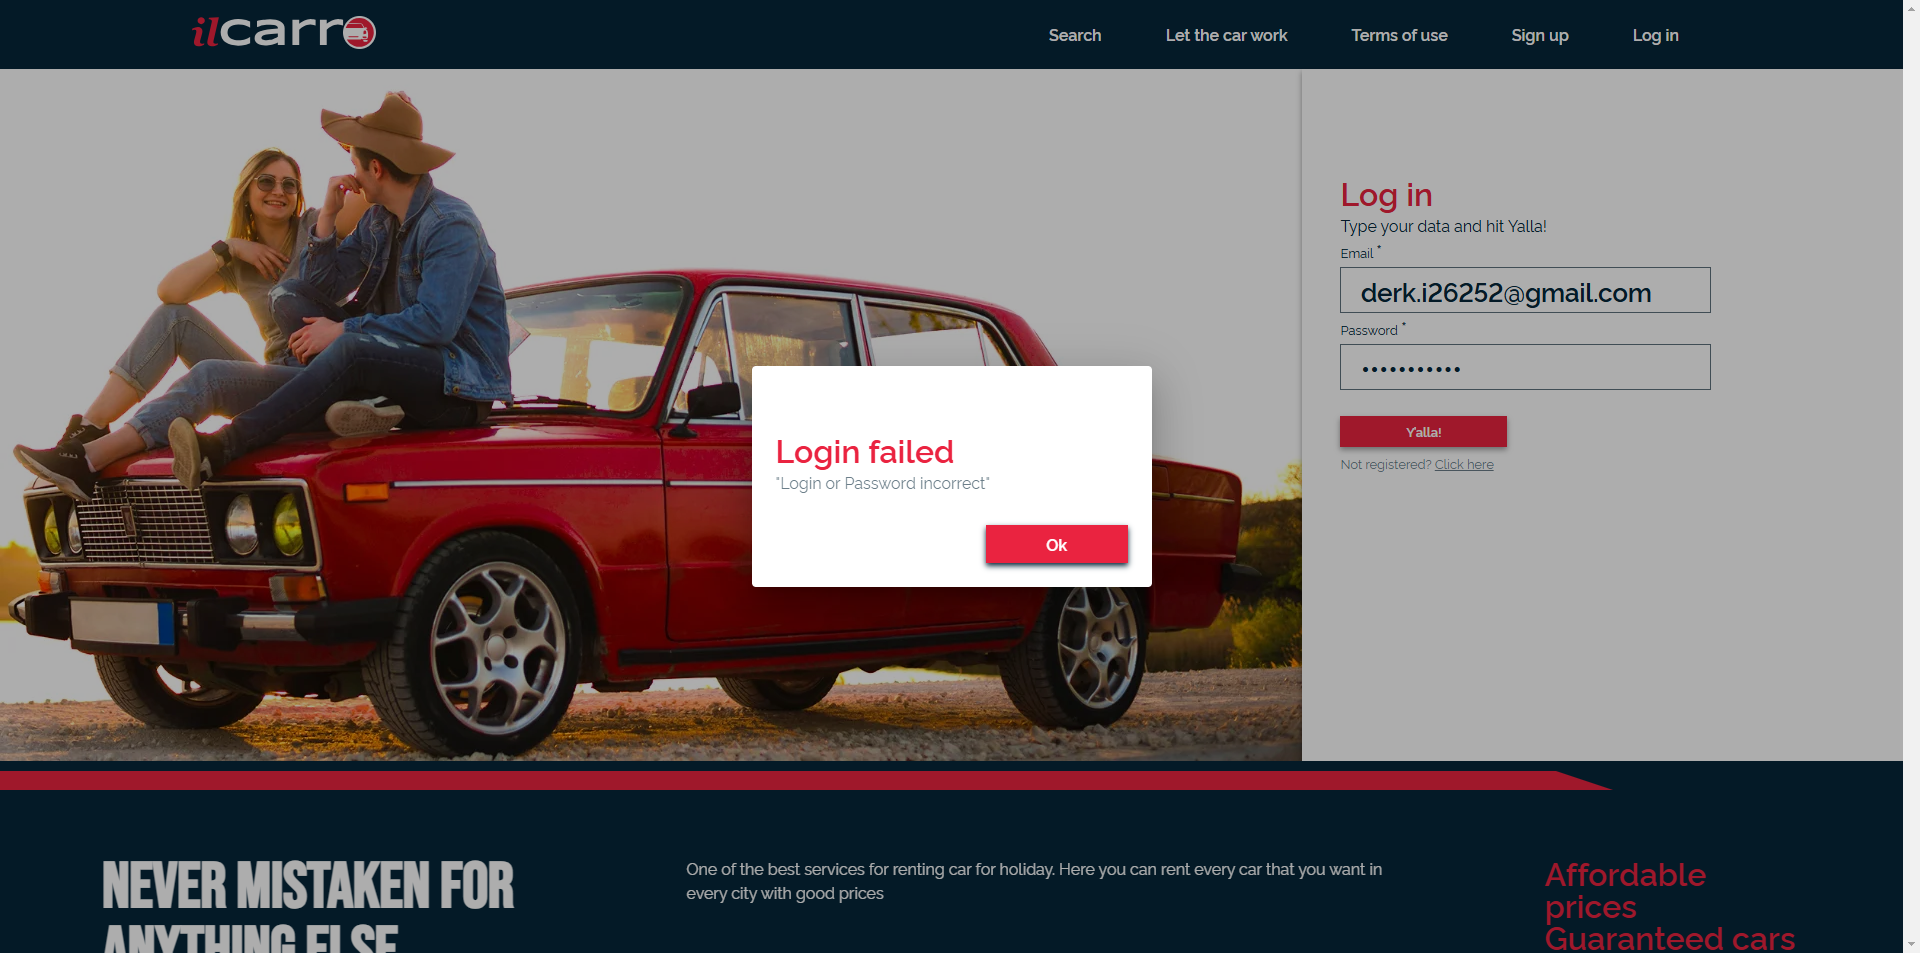 ilcarro
Search
Let the car work
Terms of use
Sign up
Log in
Log in
Type your data and hit Yalla!
Email *
derk.i26252@gmail.com
Password *
•••••••••••
Y'alla!
Not registered? Click here
Login failed
"Login or Password incorrect"
Ok
NEVER MISTAKEN FOR
ANYTHING ELSE
One of the best services for renting car for holiday. Here you can rent every car that you want in
every city with good prices
Affordable
prices
Guaranteed cars